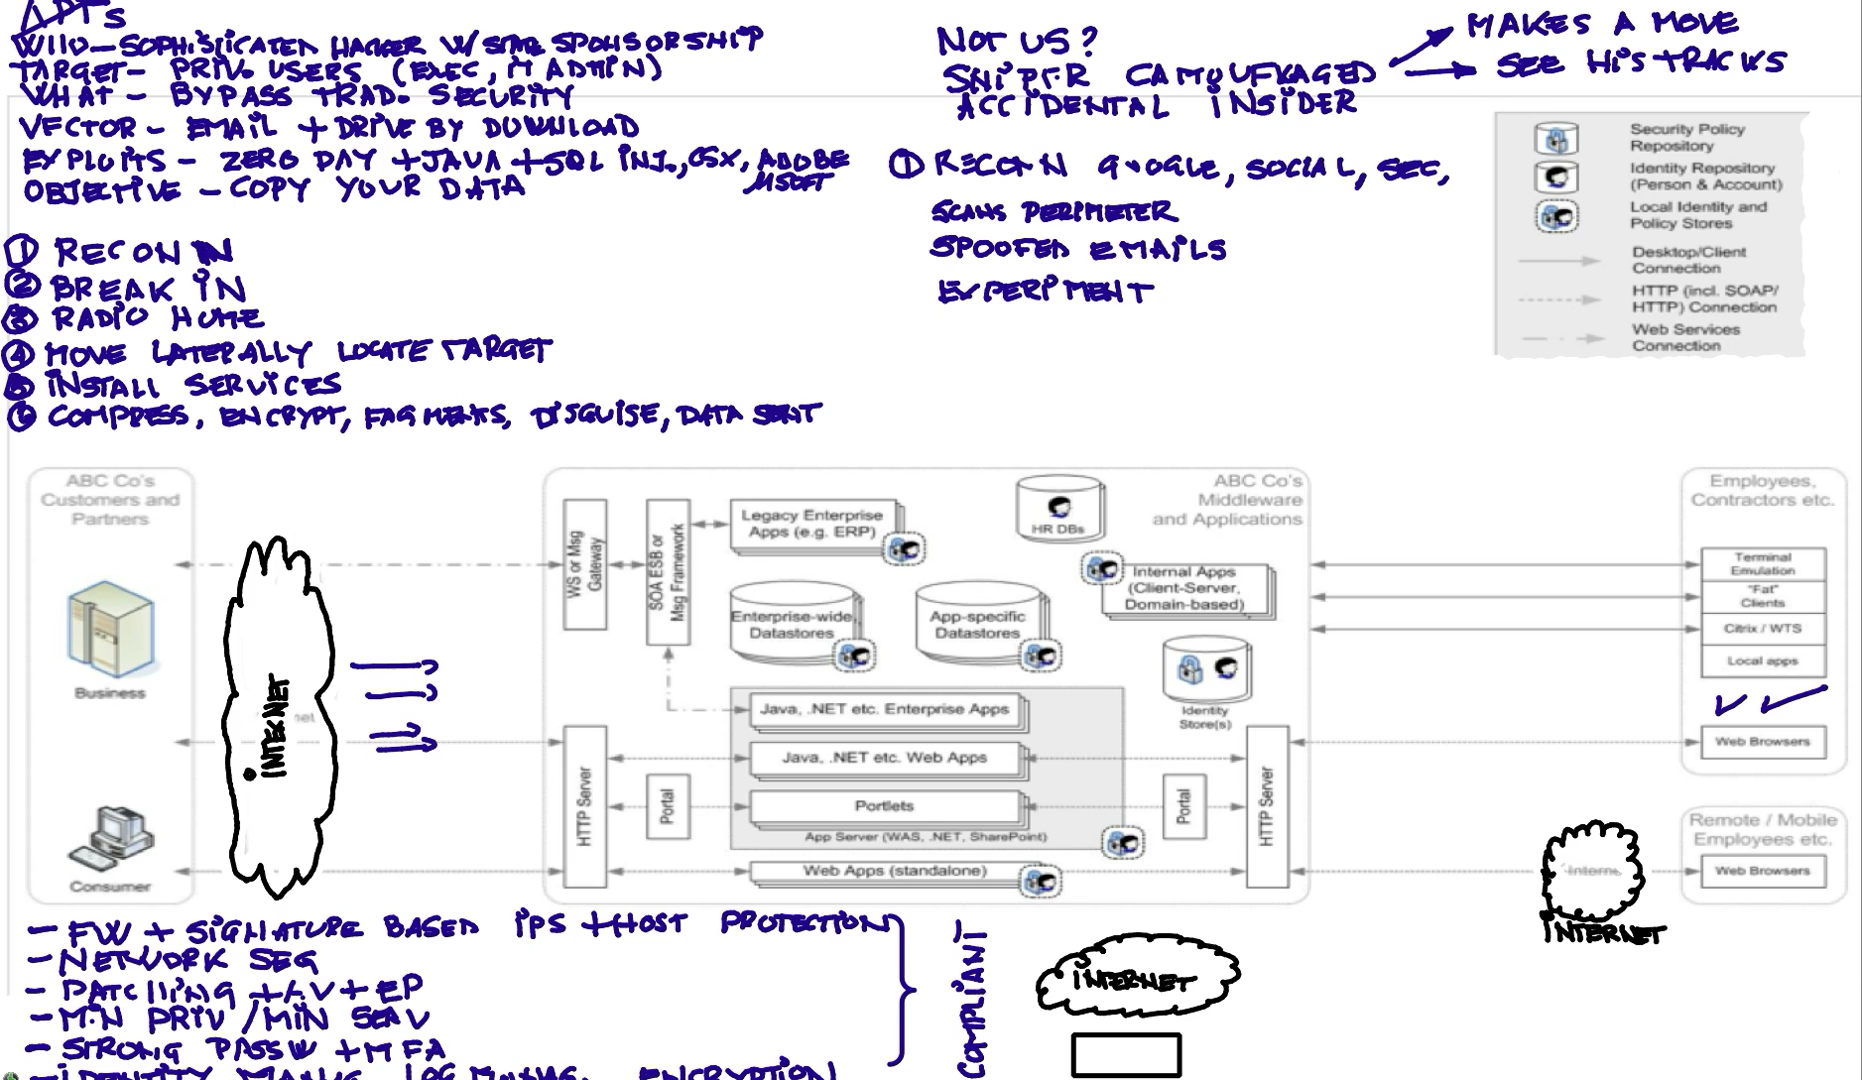 APTs
WHO - SOPHISTICATED HACKER W/ STATE SPONSORSHIP
TARGET - PRIV. USERS (EXEC, IT ADMIN)
WHAT - BYPASS TRAD. SECURITY
VECTOR - EMAIL + DRIVE BY DOWNLOAD
EXPLOITS - ZERO DAY + JAVA + SQL INJ., OSX, ADOBE
MSOFT
OBJECTIVE - COPY YOUR DATA
① RECON IN
② BREAK IN
③ RADIO HOME
④ MOVE LATERALLY LOCATE TARGET
⑤ INSTALL SERVICES
⑥ COMPRESS, ENCRYPT, FAGMENTS, DISGUISE, DATA SENT
NOT US?
SNIPER CAMOUFKAGED
ACCIDENTAL INSIDER
MAKES A MOVE
SEE HIS TRACKS
① RECON N GOOGLE, SOCIAL, SEC,
SCANS PERIMETER
SPOOFED EMAILS
EXPERIMENT
Security Policy
Repository
Identity Repository
(Person & Account)
Local Identity and
Policy Stores
Desktop/Client
Connection
HTTP (incl. SOAP/
HTTP) Connection
Web Services
Connection
ABC Co's
Customers and
Partners
Business
Consumer
INTERNET
net
WS or Msg
Gateway
SOA ESB or
Msg Framework
Legacy Enterprise
Apps (e.g. ERP)
HR DBs
ABC Co's
Middleware
and Applications
Internal Apps
(Client-Server,
Domain-based)
Enterprise-wide
Datastores
App-specific
Datastores
Identity
Store(s)
Java, .NET etc. Enterprise Apps
Java, .NET etc. Web Apps
Portlets
App Server (WAS, .NET, SharePoint)
Web Apps (standalone)
HTTP Server
Portal
Portal
HTTP Server
Employees,
Contractors etc.
Terminal
Emulation
"Fat"
Clients
Citrix / WTS
Local apps
Web Browsers
Remote / Mobile
Employees etc.
Web Browsers
Interne
INTERNET
- FW + SIGNATURE BASED IPS + HOST PROTECTION
- NETWORK SEG
- PATCHING + AV + EP
- MIN PRIV / MIN SERV
- STRONG PASSW + MFA
- IDENTITY ENCRYPTION
COMPLIANT
INTERNET